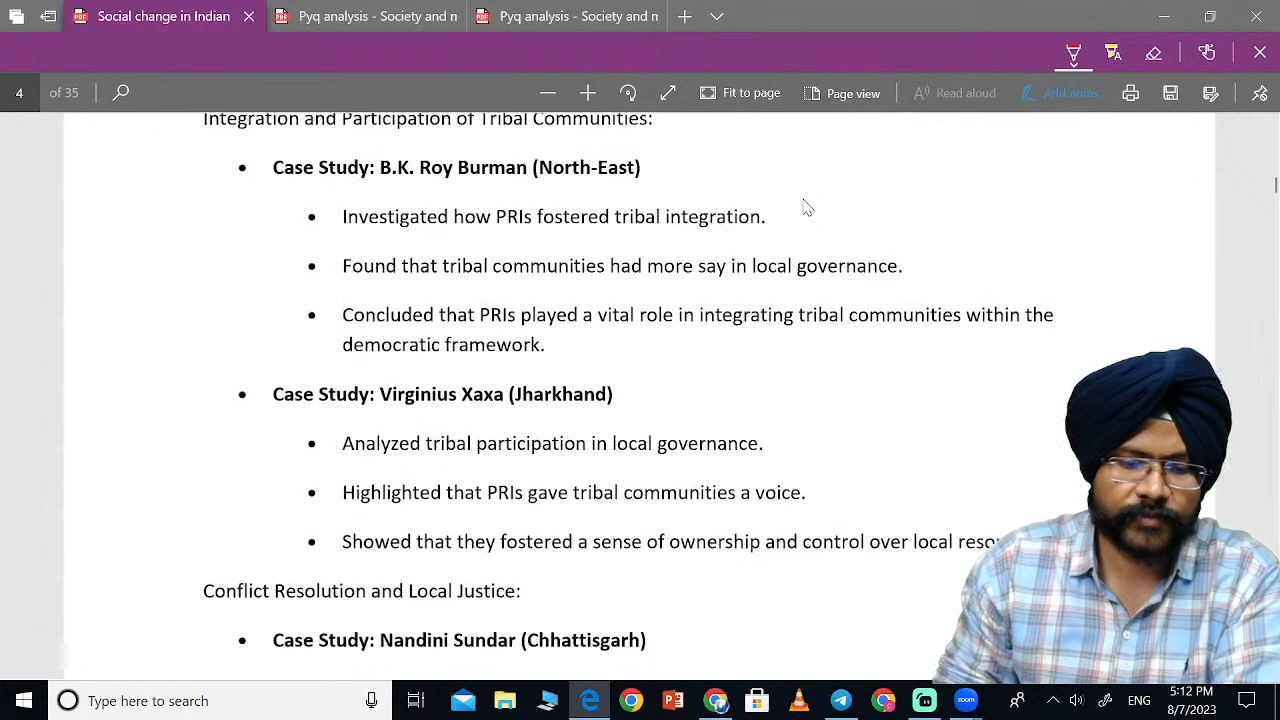 Social change in Indian
Pyq analysis - Society and n
Pyq analysis - Society and n
4 of 35
Fit to page
Page view
Read aloud
Add notes
Integration and Participation of Tribal Communities:
• Case Study: B.K. Roy Burman (North-East)
• Investigated how PRIs fostered tribal integration.
• Found that tribal communities had more say in local governance.
• Concluded that PRIs played a vital role in integrating tribal communities within the
democratic framework.
• Case Study: Virginius Xaxa (Jharkhand)
• Analyzed tribal participation in local governance.
• Highlighted that PRIs gave tribal communities a voice.
• Showed that they fostered a sense of ownership and control over local
Conflict Resolution and Local Justice:
• Case Study: Nandini Sundar (Chhattisgarh)
Type here to search
zoom
ENG
5:12 PM
8/7/2023